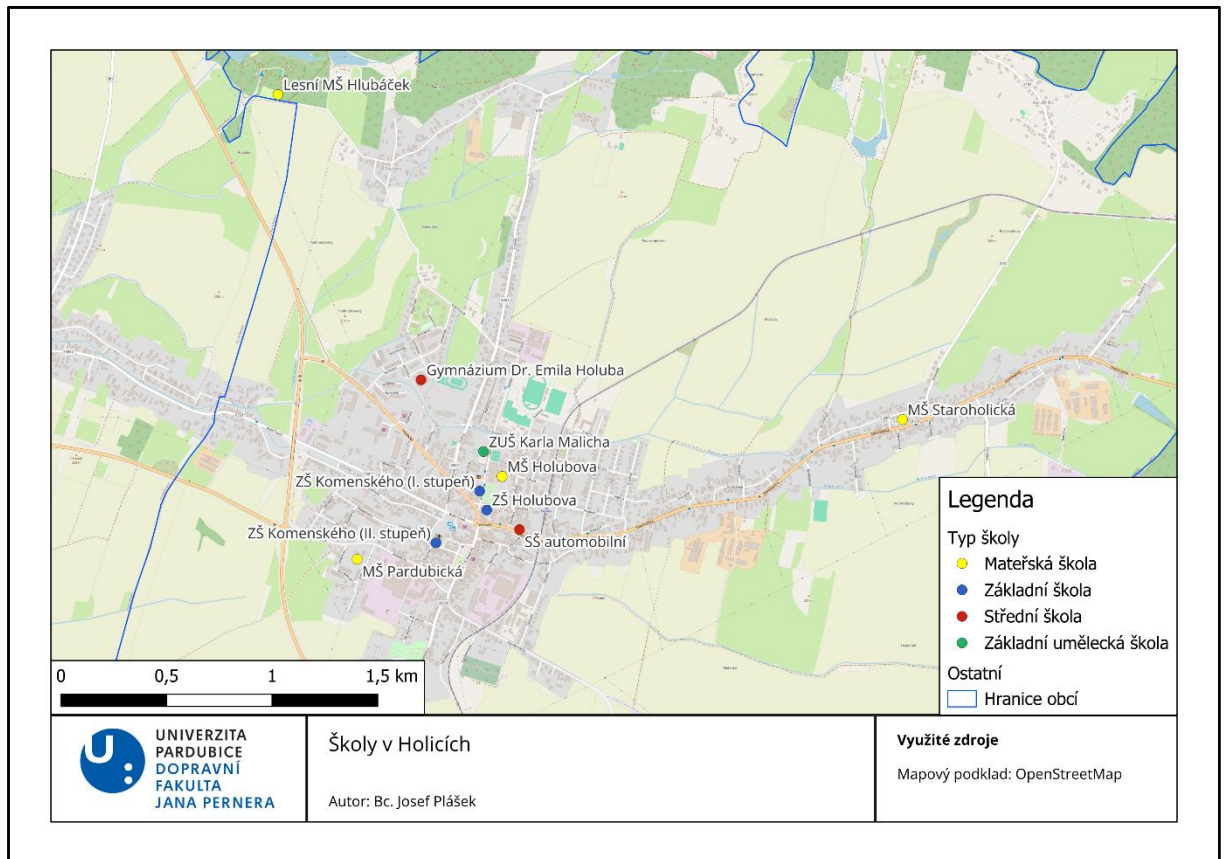 Lesní MŠ Hlubáček
Gymnázium Dr. Emila Holuba
MŠ Staroholická
ZUŠ Karla Malicha
MŠ Holubova
ZŠ Komenského (I. stupeň)
ZŠ Holubova
ZŠ Komenského (II. stupeň)
SŠ automobilní
MŠ Pardubická
Legenda
Typ školy
Mateřská škola
Základní škola
Střední škola
Základní umělecká škola
Ostatní
Hranice obcí
0 0,5 1 1,5 km
UNIVERZITA
PARDUBICE
DOPRAVNÍ
FAKULTA
JANA PERNERA
Školy v Holicích
Autor: Bc. Josef Plášek
Využité zdroje
Mapový podklad: OpenStreetMap